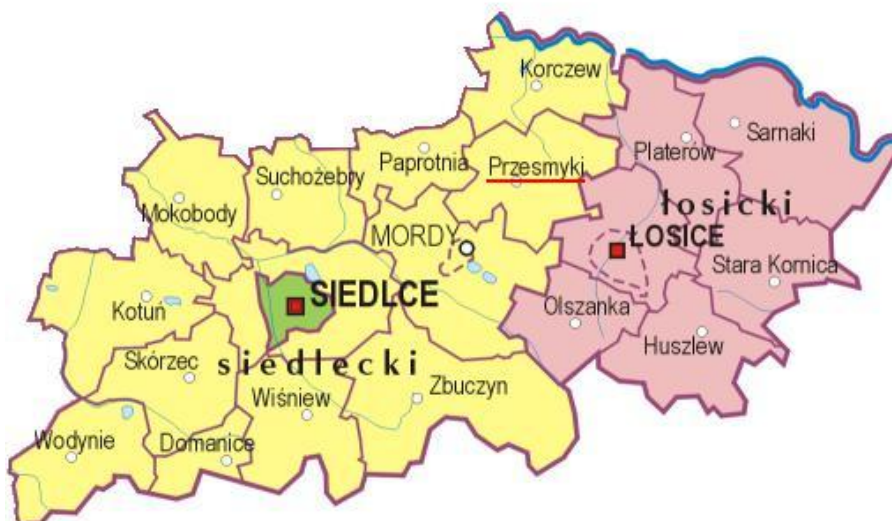 Korczew
Sarnaki
Platerów
Paprotnia
Przesmyki
Suchożebry
Mokobody
łosicki
MORDY
ŁOSICE
Stara Kornica
SIEDLCE
Kotuń
Olszanka
Huszlew
Skórzec
siedlecki
Zbuczyn
Wiśniew
Wodynie
Domanice